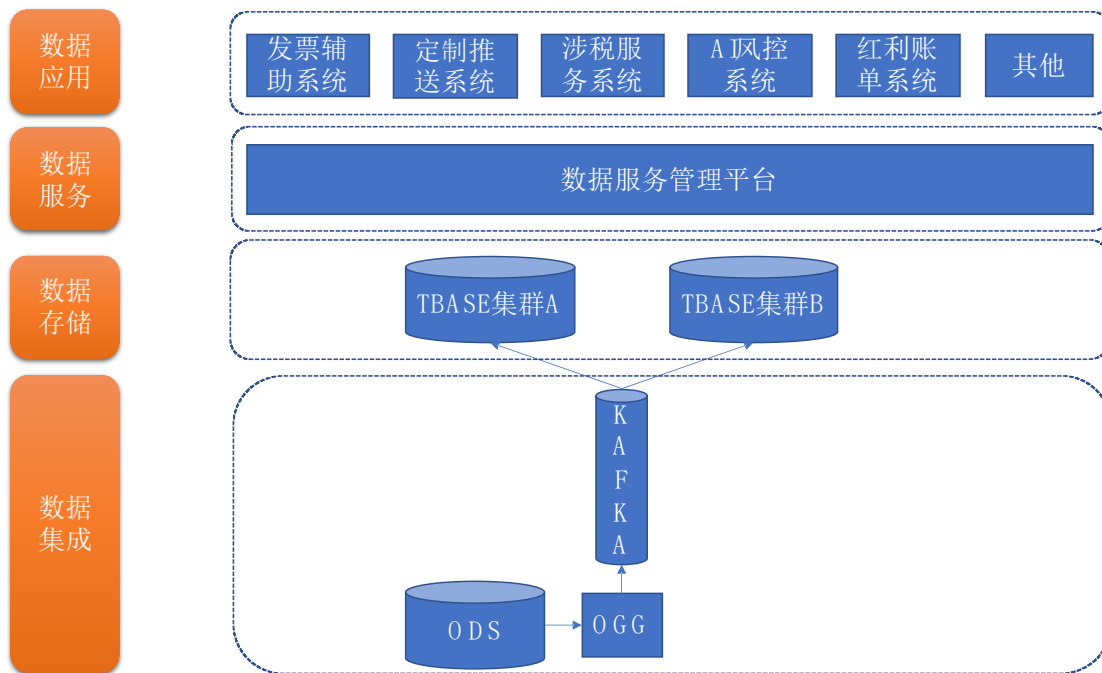 数据
应用
发票辅
助系统
定制推
送系统
涉税服
务系统
AI风控
系统
红利账
单系统
其他
数据
服务
数据服务管理平台
数据
存储
TBASE集群A
TBASE集群B
数据
集成
K
A
F
K
A
ODS
OGG